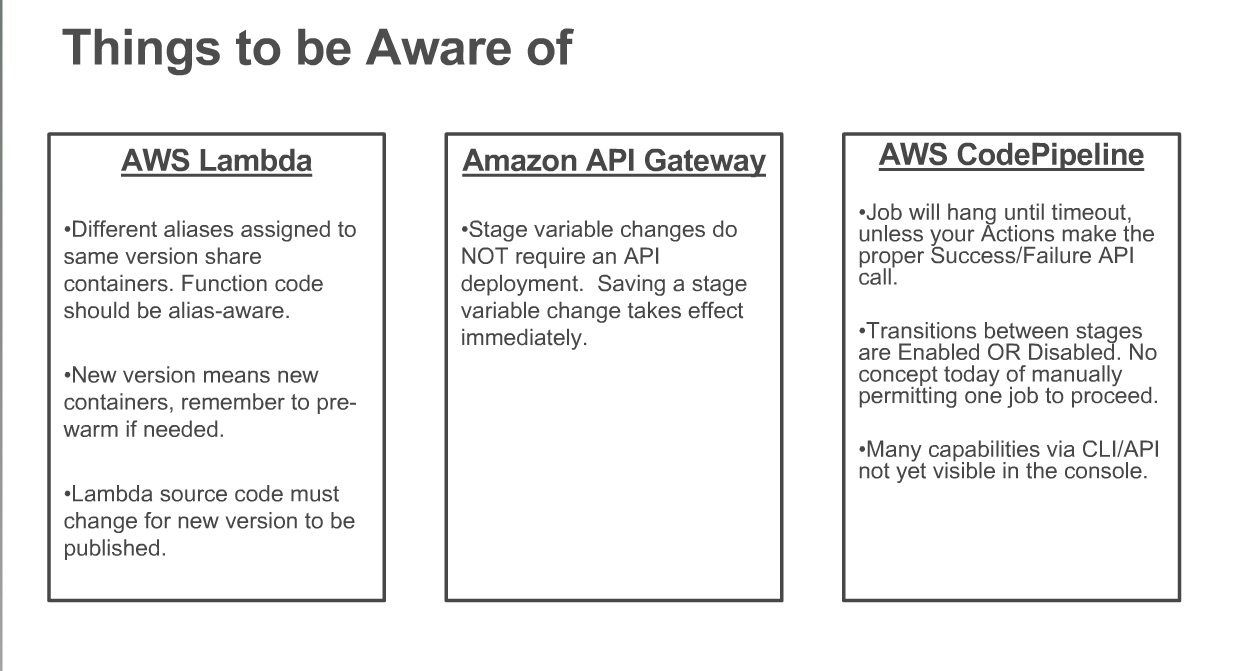 Things to be Aware of
AWS Lambda
•Different aliases assigned to
same version share
containers. Function code
should be alias-aware.
•New version means new
containers, remember to pre-
warm if needed.
•Lambda source code must
change for new version to be
published.
Amazon API Gateway
•Stage variable changes do
NOT require an API
deployment.  Saving a stage
variable change takes effect
immediately.
AWS CodePipeline
•Job will hang until timeout,
unless your Actions make the
proper Success/Failure API
call.
•Transitions between stages
are Enabled OR Disabled. No
concept today of manually
permitting one job to proceed.
•Many capabilities via CLI/API
not yet visible in the console.